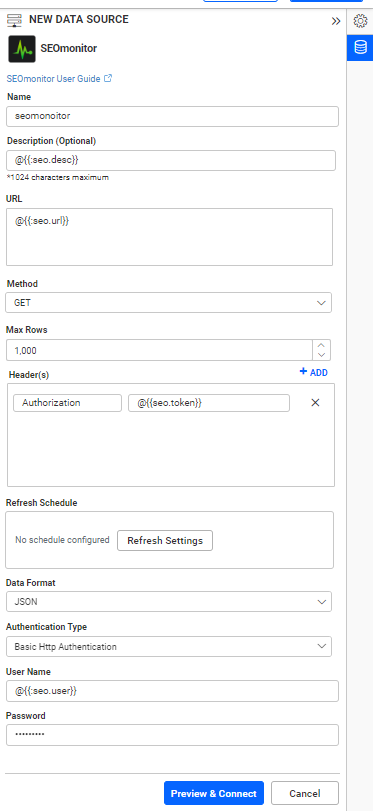 NEW DATA SOURCE
SEOmonitor
SEOmonitor User Guide
Name
seomonoitor
Description (Optional)
@{{:seo.desc}}
*1024 characters maximum
URL
@{{:seo.url}}
Method
GET
Max Rows
1,000
Header(s)
+ ADD
Authorization
@{{seo.token}}
Refresh Schedule
No schedule configured
Refresh Settings
Data Format
JSON
Authentication Type
Basic Http Authentication
User Name
@{{:seo.user}}
Password
•••••••••
Preview & Connect
Cancel